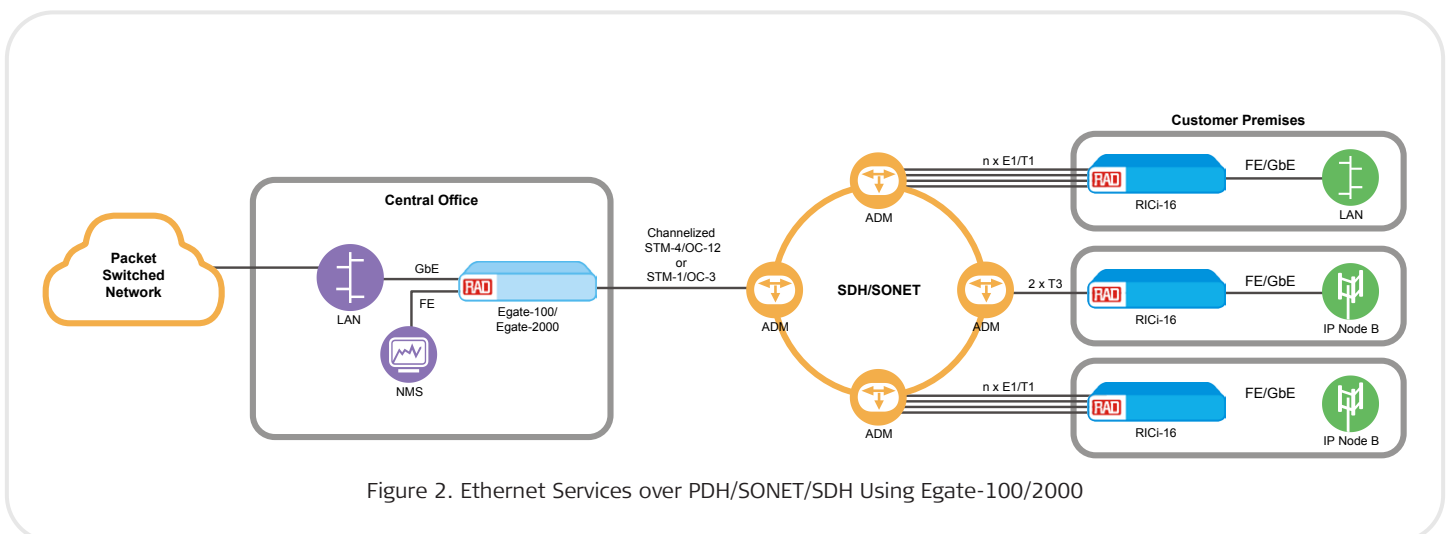 Packet
Switched
Network
Central Office
LAN
GbE
FE
NMS
RAD
Egate-100/
Egate-2000
Channelized
STM-4/OC-12
or
STM-1/OC-3
ADM
ADM
SDH/SONET
ADM
ADM
Customer Premises
n x E1/T1
RAD
RICi-16
FE/GbE
LAN
2 x T3
RAD
RICi-16
FE/GbE
IP Node B
n x E1/T1
RAD
RICi-16
FE/GbE
IP Node B
Figure 2. Ethernet Services over PDH/SONET/SDH Using Egate-100/2000